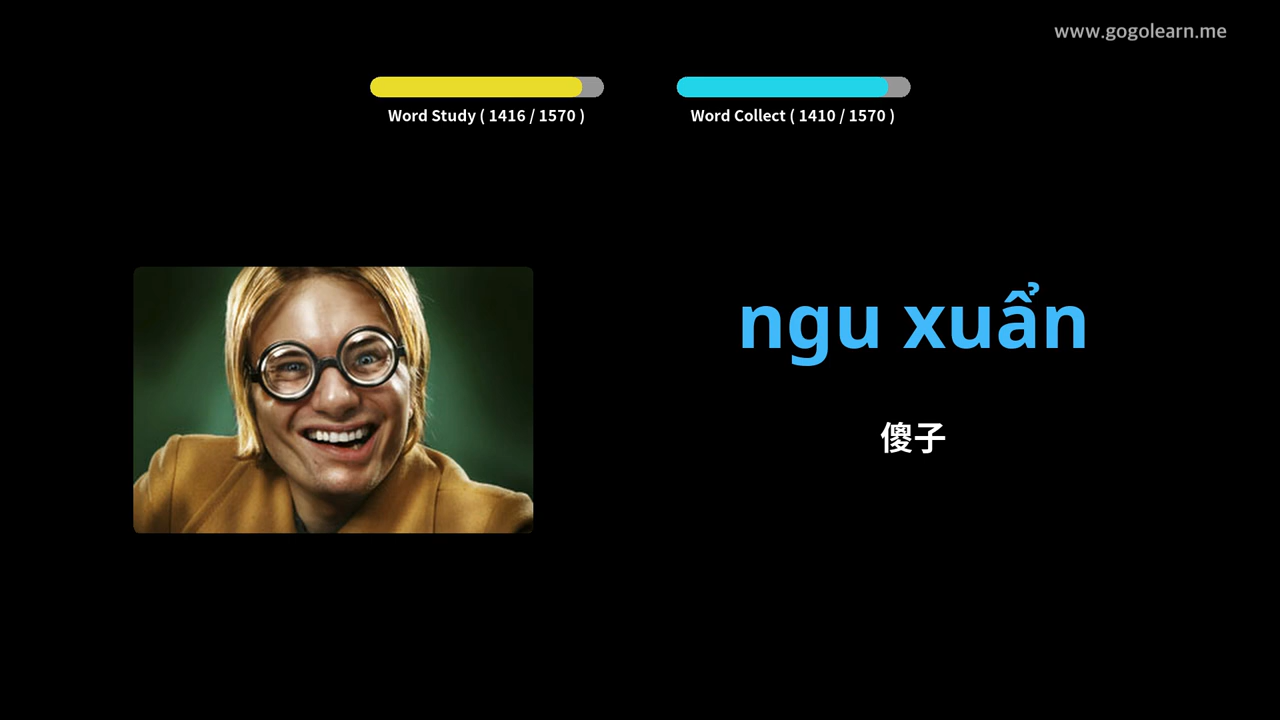 www.gogolearn.me
Word Study ( 1416 / 1570 )
Word Collect ( 1410 / 1570 )
ngu xuẩn
傻子